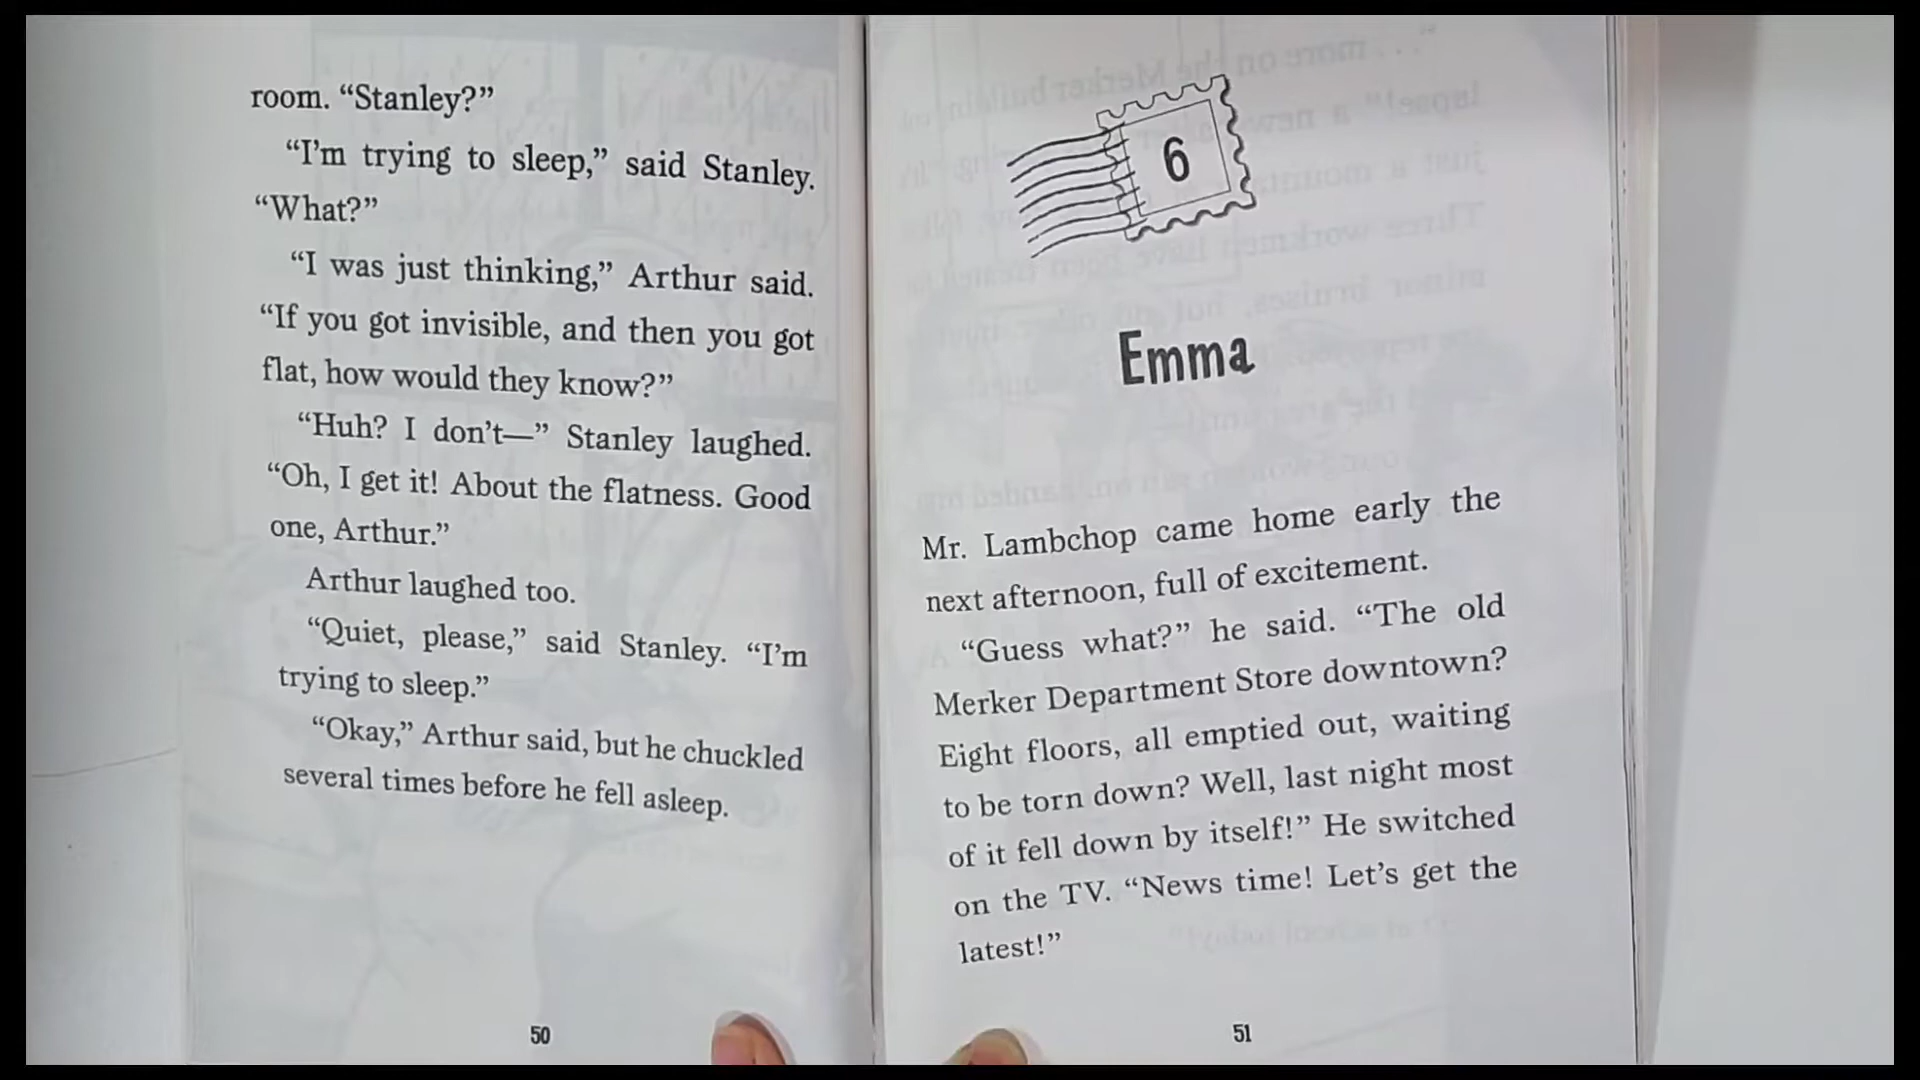 room. “Stanley?”
“I’m trying to sleep,” said Stanley.
“What?”
“I was just thinking,” Arthur said.
“If you got invisible, and then you got
flat, how would they know?”
“Huh? I don’t—” Stanley laughed.
“Oh, I get it! About the flatness. Good
one, Arthur.”
Arthur laughed too.
“Quiet, please,” said Stanley. “I’m
trying to sleep.”
“Okay,” Arthur said, but he chuckled
several times before he fell asleep.
50
6
Emma
Mr. Lambchop came home early the
next afternoon, full of excitement.
“Guess what?” he said. “The old
Merker Department Store downtown?
Eight floors, all emptied out, waiting
to be torn down? Well, last night most
of it fell down by itself!” He switched
on the TV. “News time! Let’s get the
latest!”
51